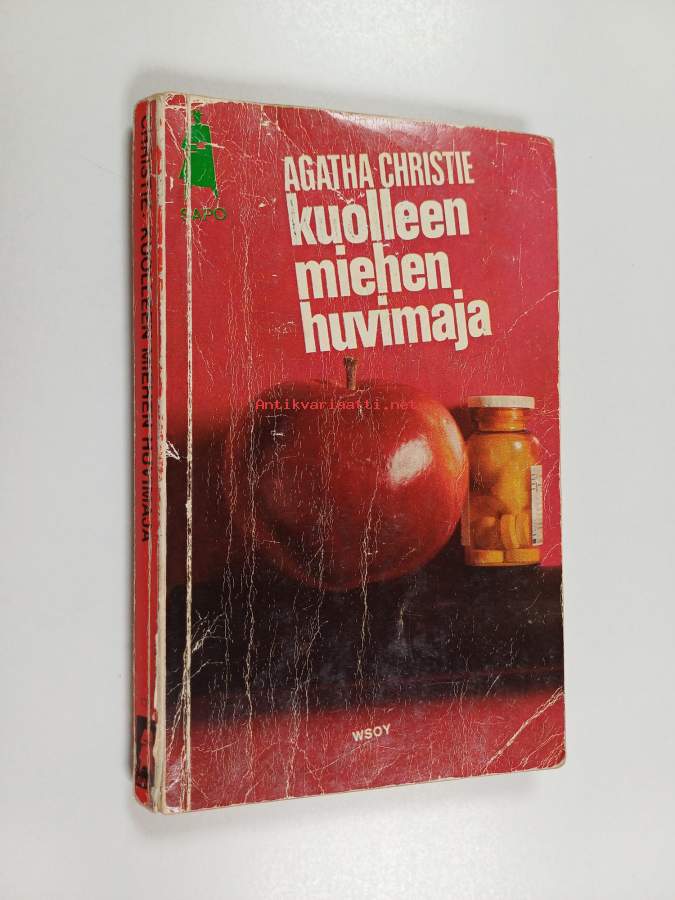 SAPO
AGATHA CHRISTIE
kuolleen
miehen
huvimaja
Antikvariaatti.net
WSOY
CHRISTIE KUOLLEEN MIEHEN HUVIMAJA